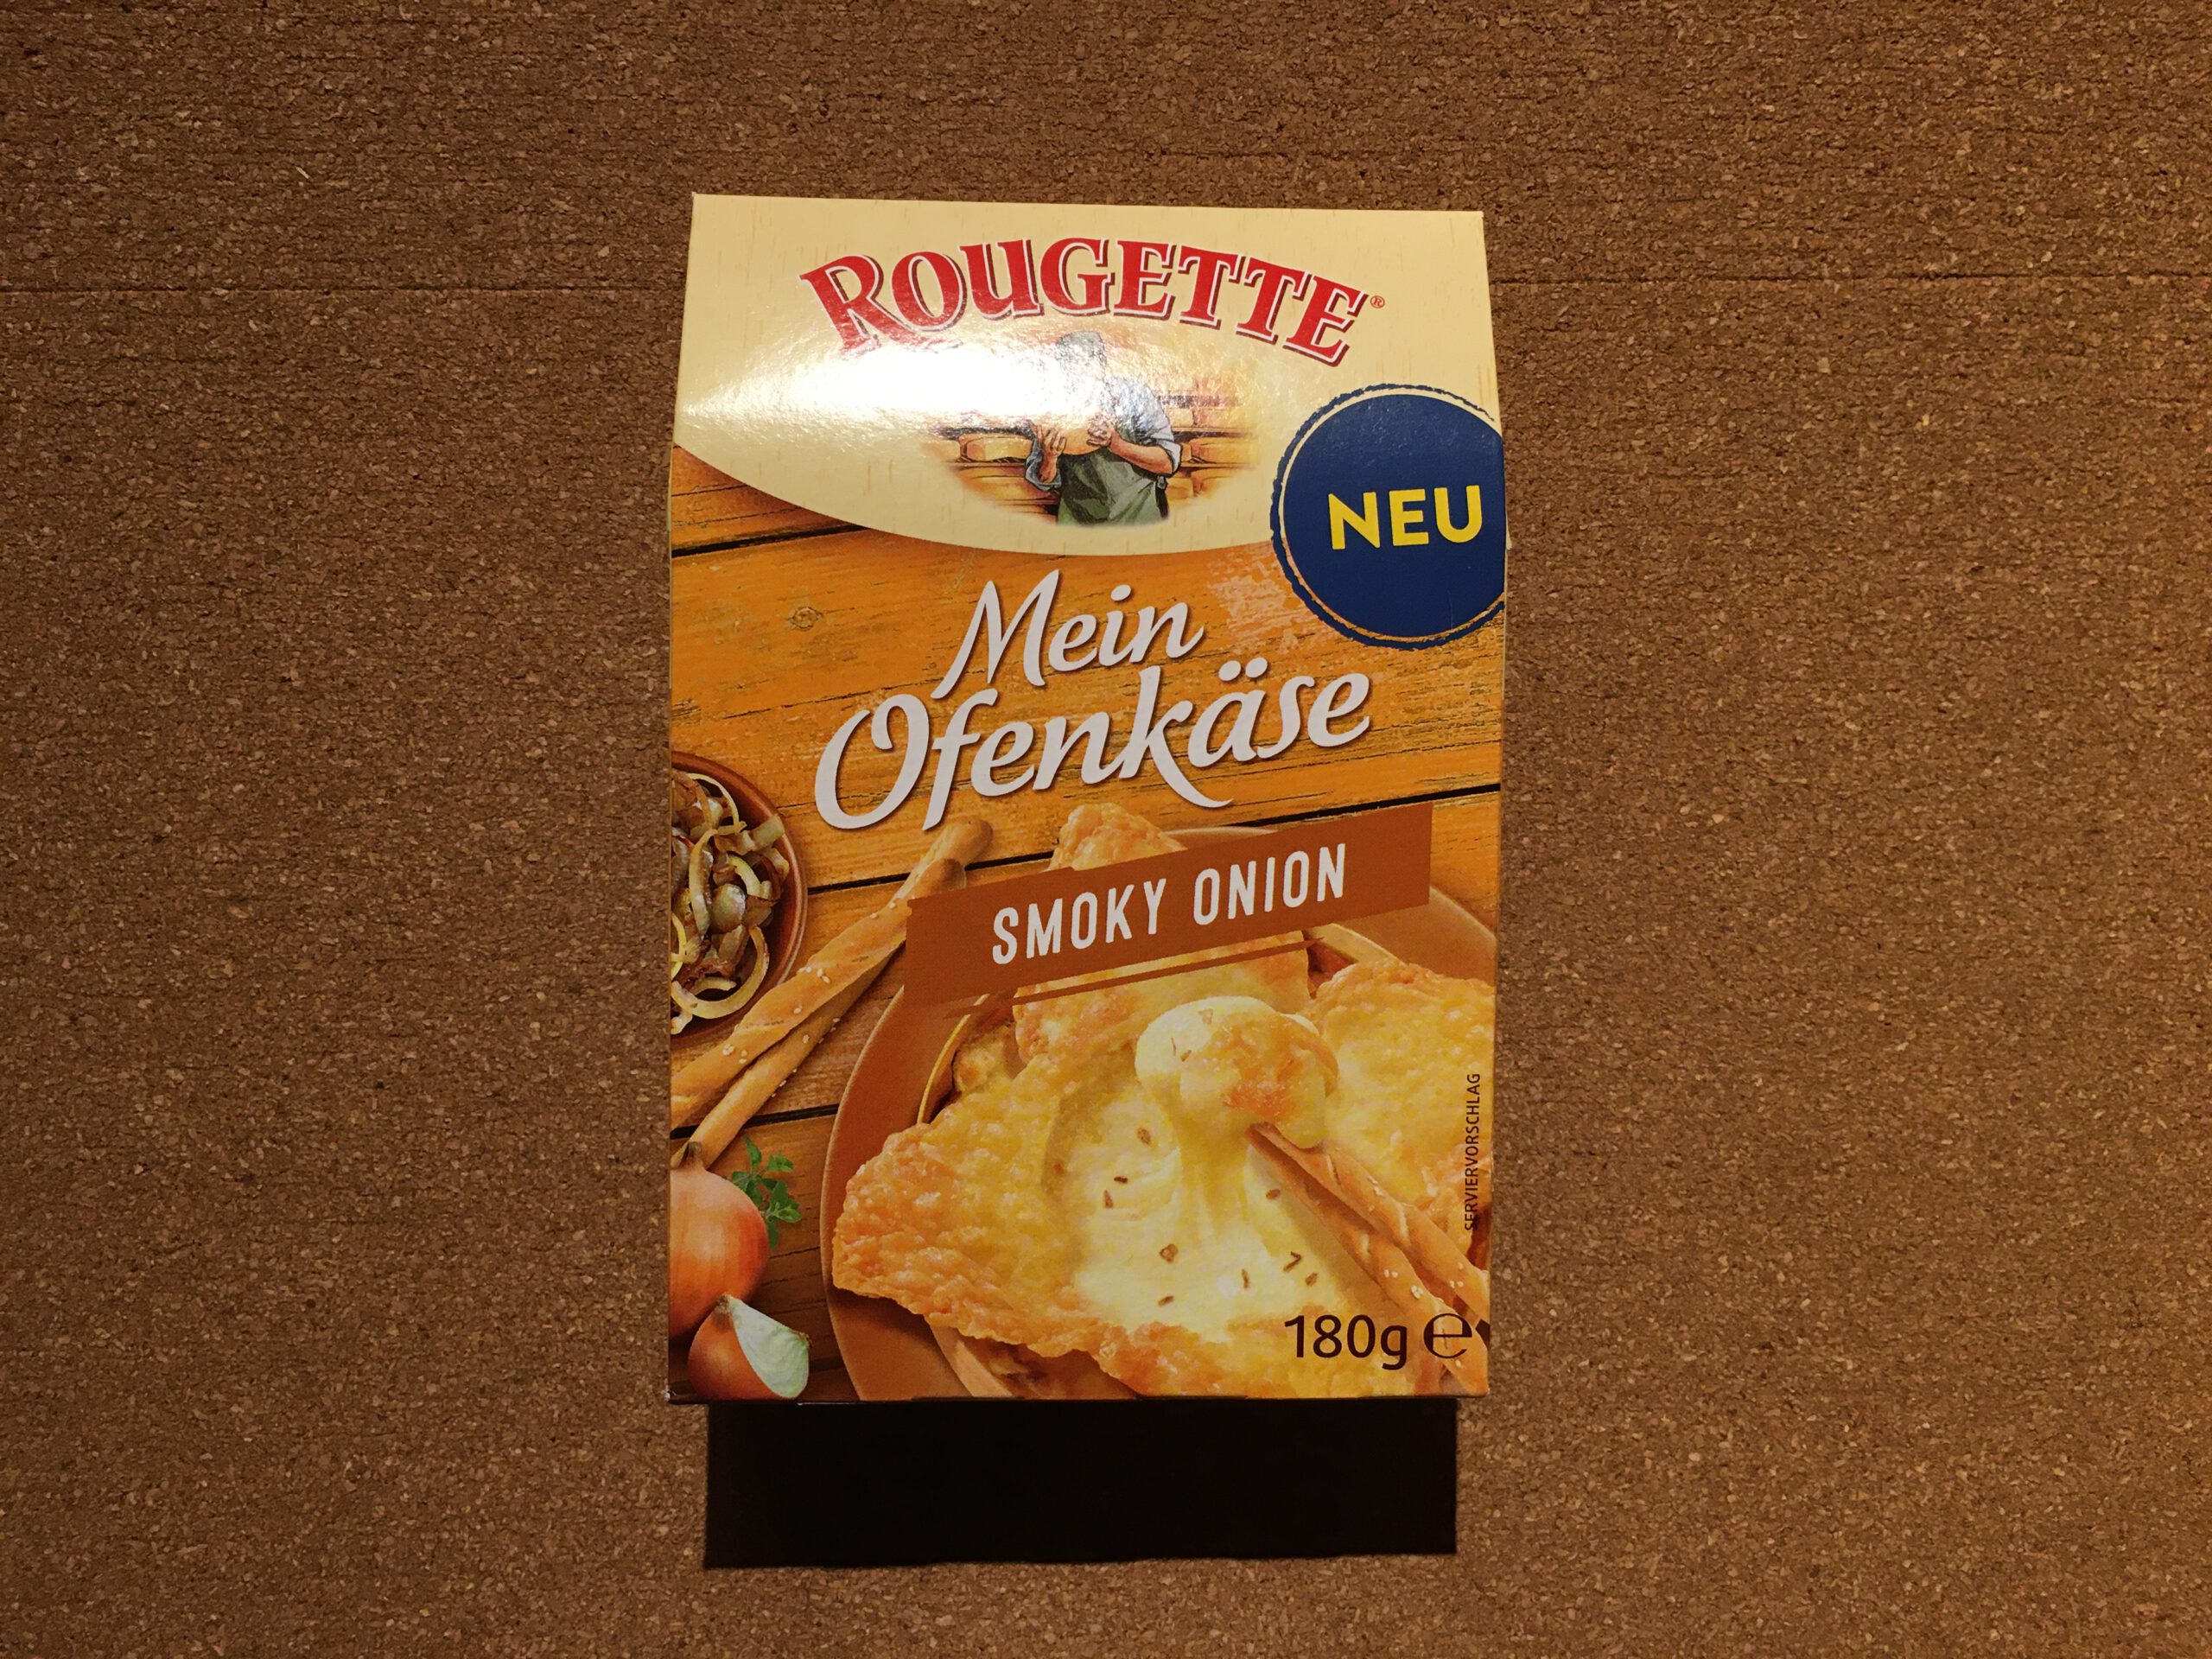 ROUGETTE®
NEU
Mein
Ofenkäse
SMOKY ONION
SERVIERVORSCHLAG
180g ℮